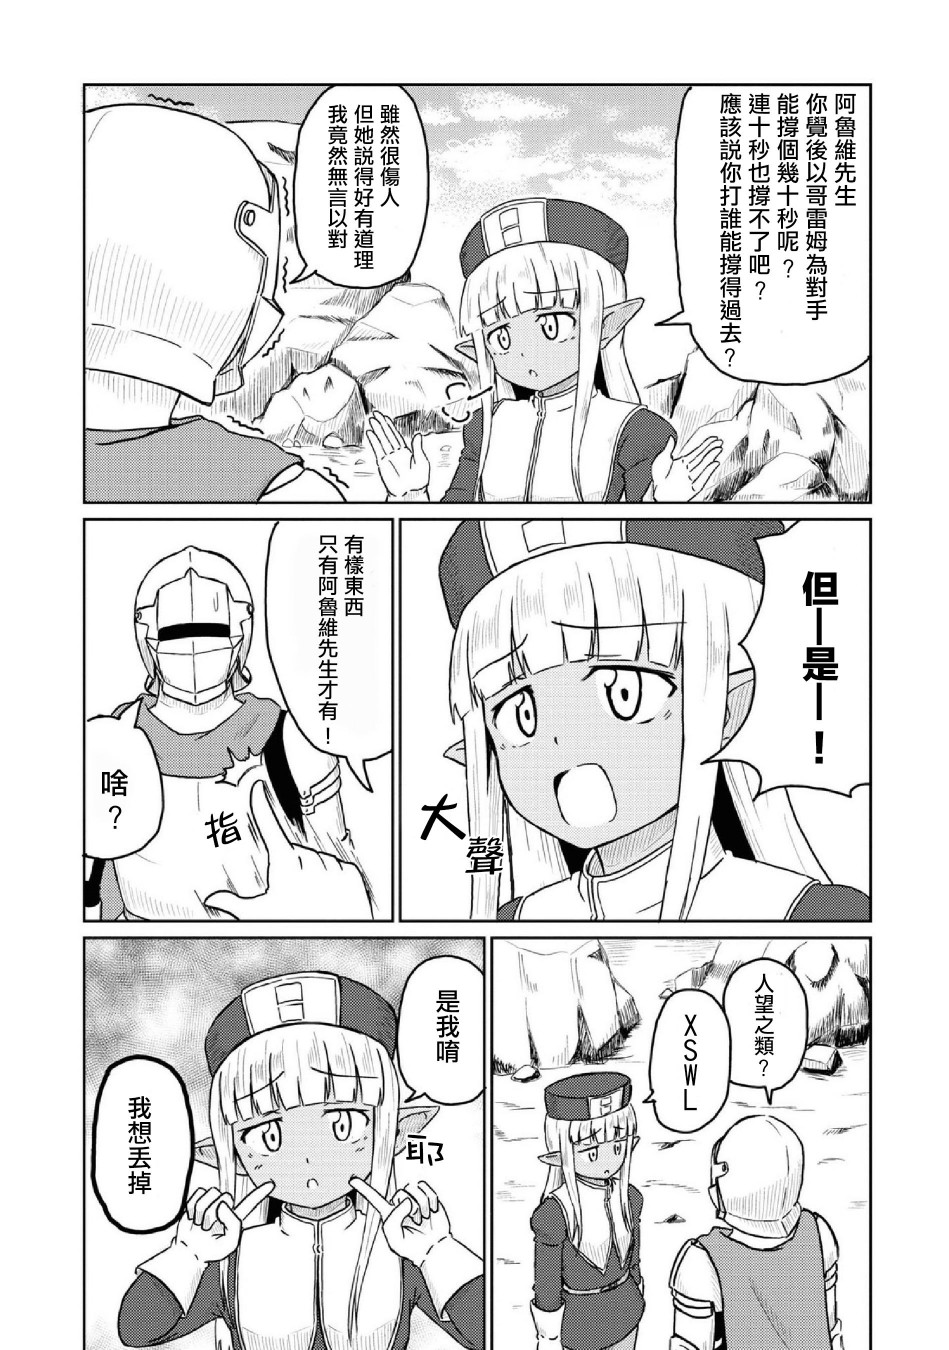 阿魯維先生
你覺後以哥雷姆為對手
能撐個幾十秒呢？
連十秒也撐不了吧？
應該説你打誰能撐得過去？
雖然很傷人
但她説得好有道理
我竟然無言以對
但—是—！
大聲
有樣東西
只有阿魯維先生才有！
指
啥？
人望之類？
XSWL
是我唷
耶
我想丟掉